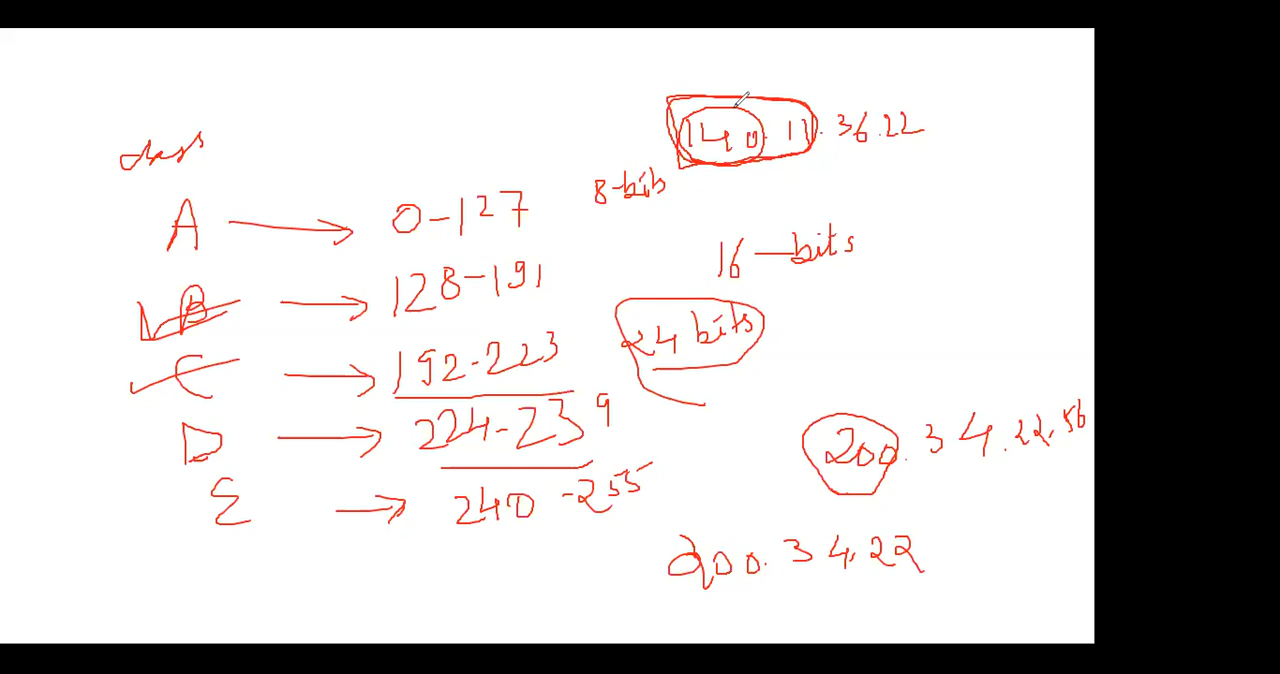 class
140.11.36.22
A → 0-127
8-bits
16-bits
B → 128-191
24 bits
C → 192-223
D → 224-239
200.34.22.56
E → 240-255
200.34.22